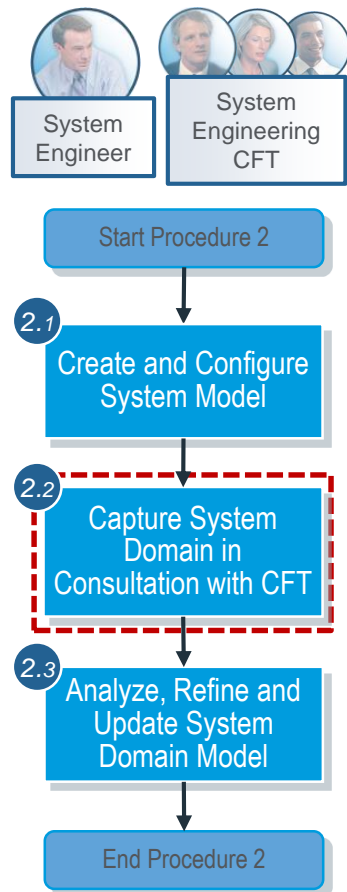 System
Engineer
System
Engineering
CFT
Start Procedure 2
2.1
Create and Configure
System Model
2.2
Capture System
Domain in
Consultation with CFT
2.3
Analyze, Refine and
Update System
Domain Model
End Procedure 2